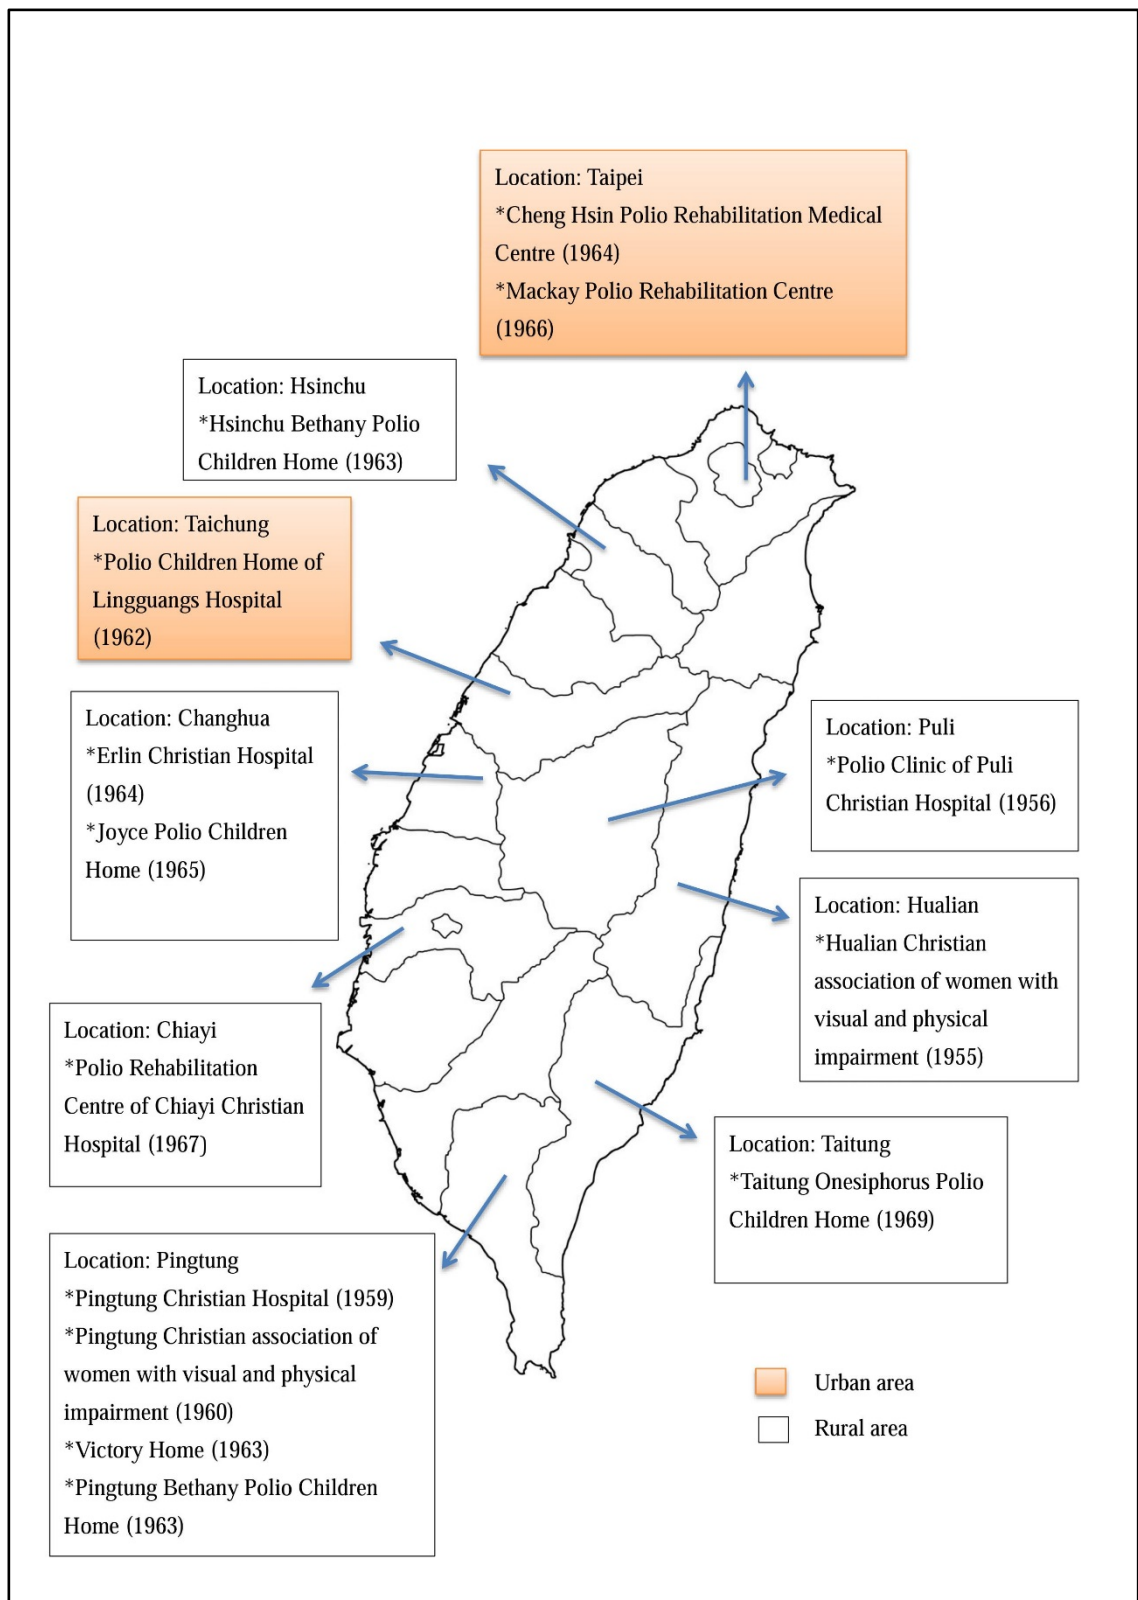 Location: Taipei
*Cheng Hsin Polio Rehabilitation Medical
Centre (1964)
*Mackay Polio Rehabilitation Centre
(1966)
Location: Hsinchu
*Hsinchu Bethany Polio
Children Home (1963)
Location: Taichung
*Polio Children Home of
Lingguangs Hospital
(1962)
Location: Changhua
*Erlin Christian Hospital
(1964)
*Joyce Polio Children
Home (1965)
Location: Puli
*Polio Clinic of Puli
Christian Hospital (1956)
Location: Hualian
*Hualian Christian
association of women with
visual and physical
impairment (1955)
Location: Chiayi
*Polio Rehabilitation
Centre of Chiayi Christian
Hospital (1967)
Location: Taitung
*Taitung Onesiphorus Polio
Children Home (1969)
Location: Pingtung
*Pingtung Christian Hospital (1959)
*Pingtung Christian association of
women with visual and physical
impairment (1960)
*Victory Home (1963)
*Pingtung Bethany Polio Children
Home (1963)
Urban area
Rural area